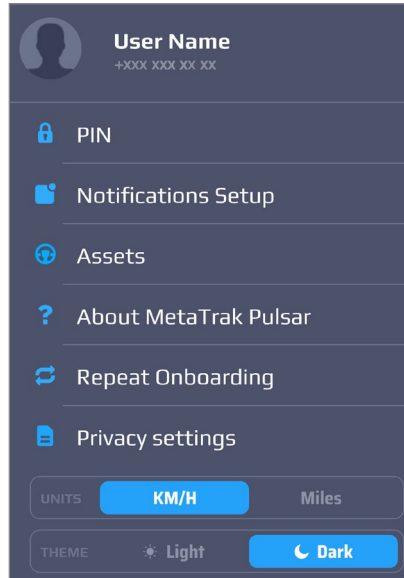 User Name
+xxx xxx xx xx
PIN
Notifications Setup
Assets
About MetaTrak Pulsar
Repeat Onboarding
Privacy settings
UNITS KM/H Miles
THEME Light Dark